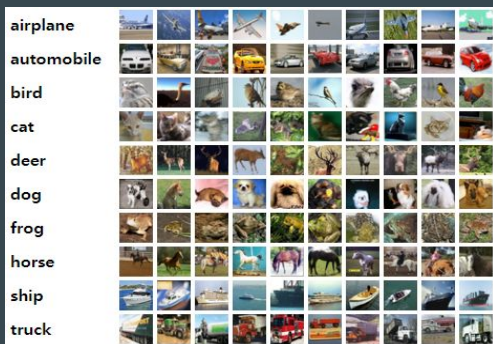 airplane
automobile
bird
cat
deer
dog
frog
horse
ship
truck